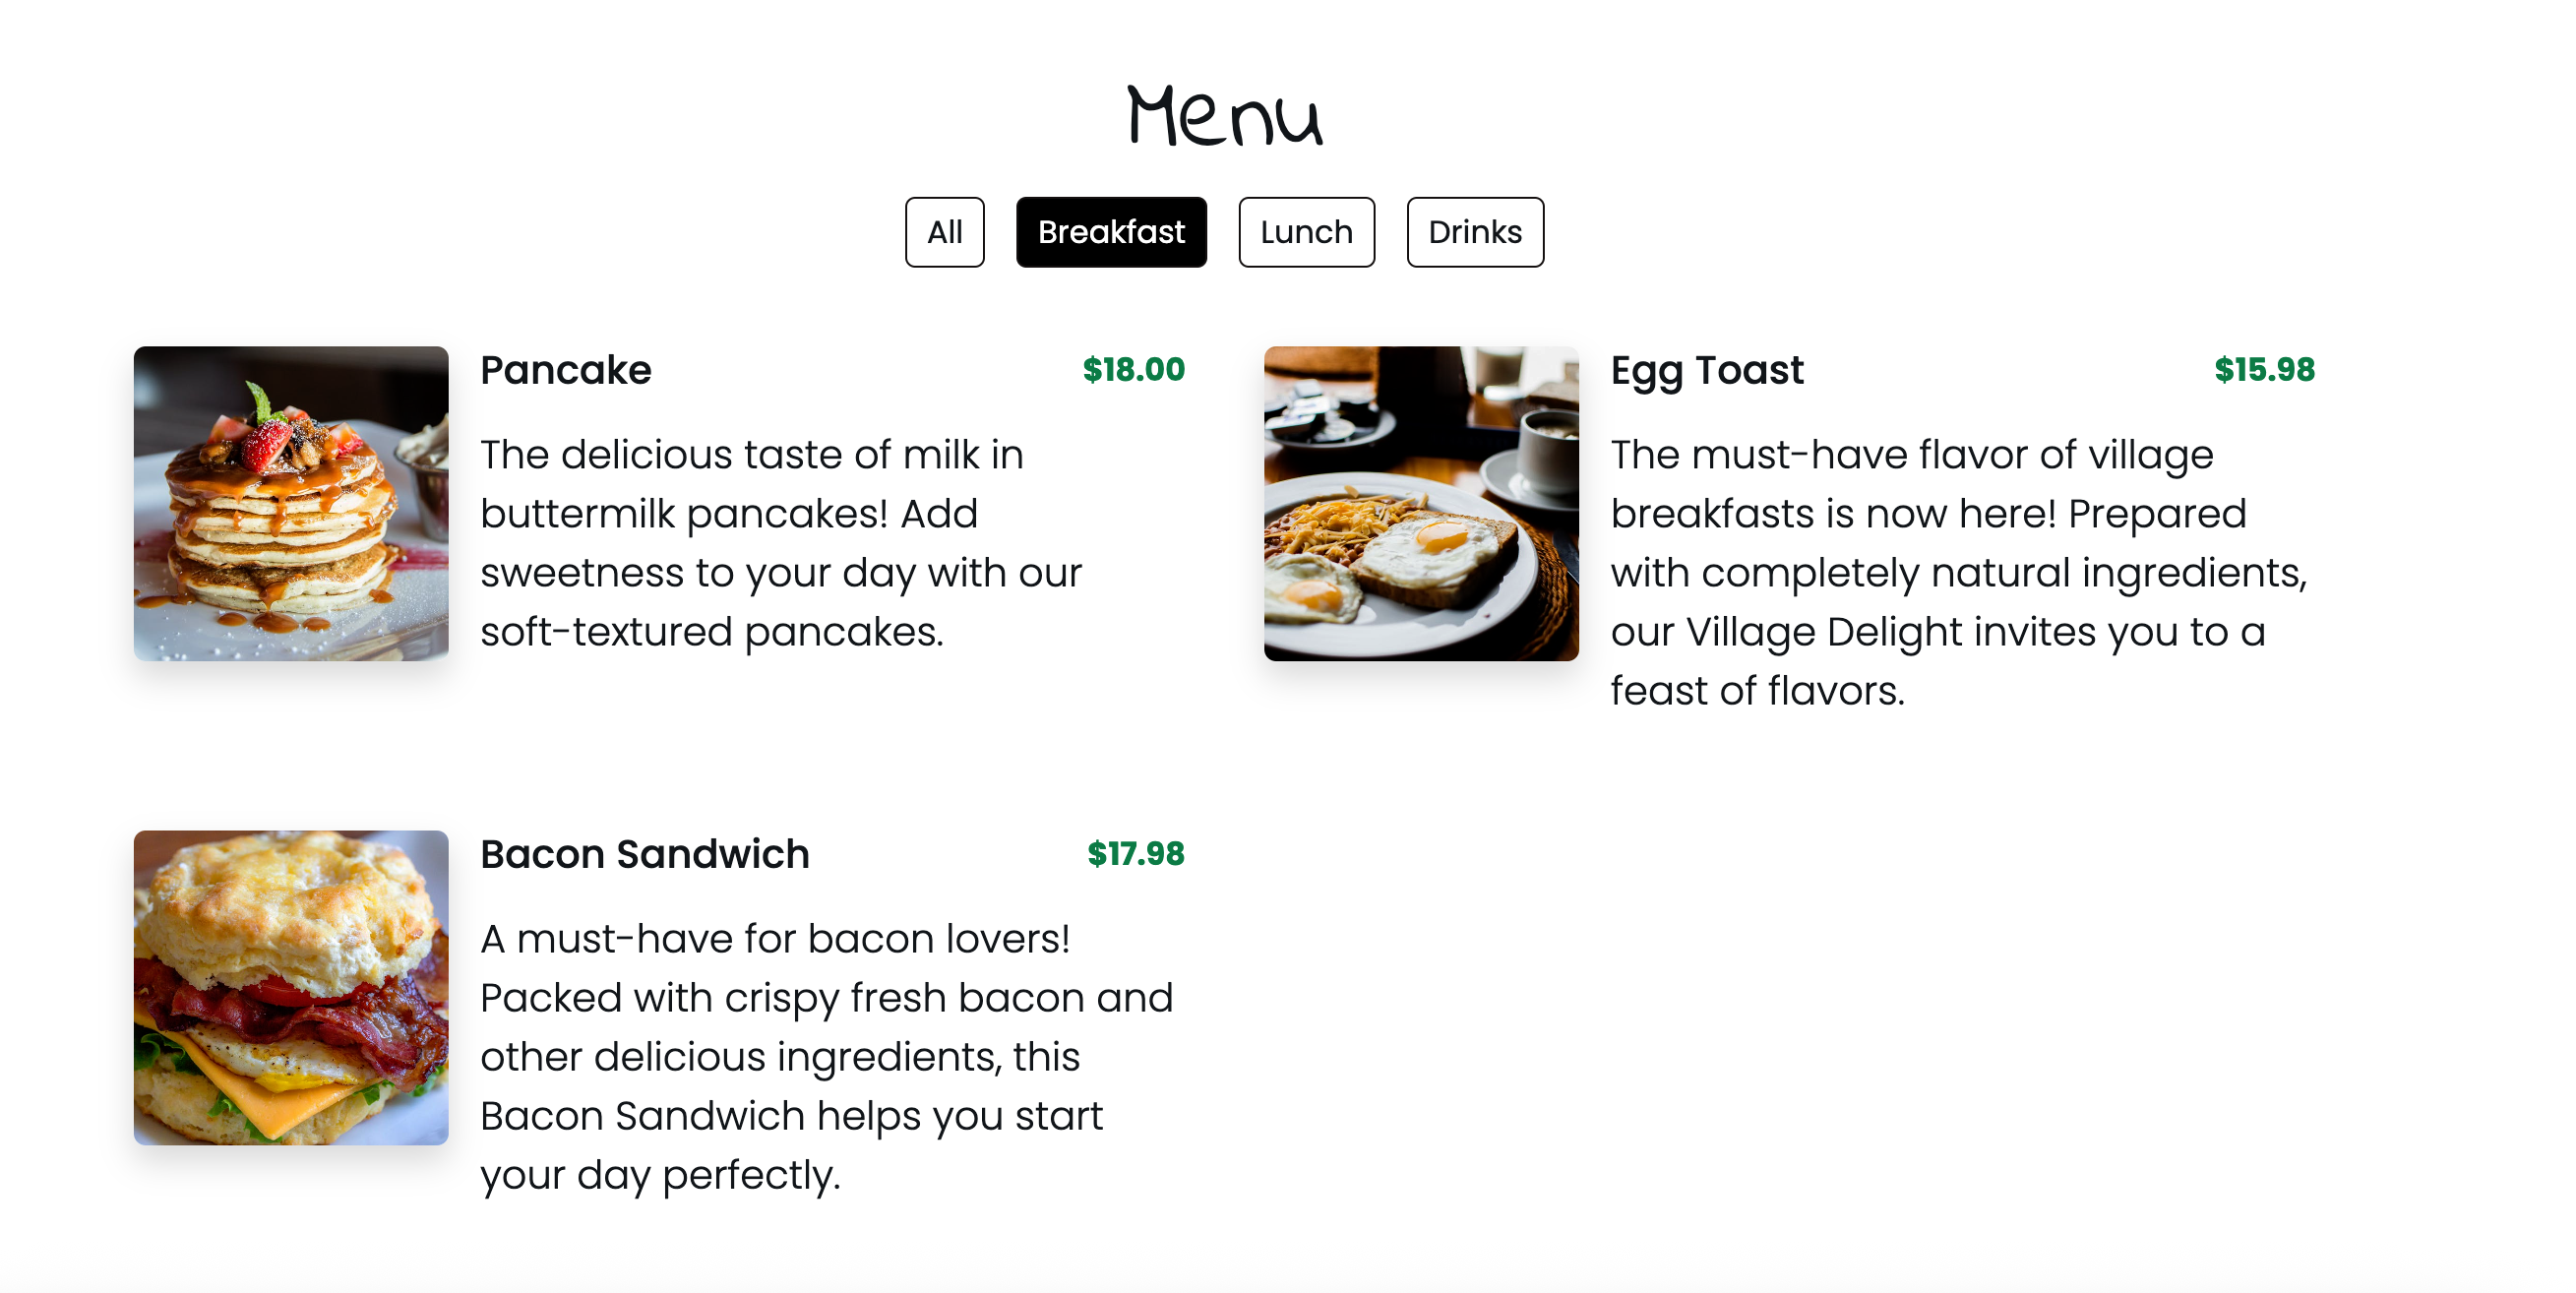 Menu
All
Breakfast
Lunch
Drinks
Pancake
$18.00
The delicious taste of milk in
buttermilk pancakes! Add
sweetness to your day with our
soft-textured pancakes.
Egg Toast
$15.98
The must-have flavor of village
breakfasts is now here! Prepared
with completely natural ingredients,
our Village Delight invites you to a
feast of flavors.
Bacon Sandwich
$17.98
A must-have for bacon lovers!
Packed with crispy fresh bacon and
other delicious ingredients, this
Bacon Sandwich helps you start
your day perfectly.